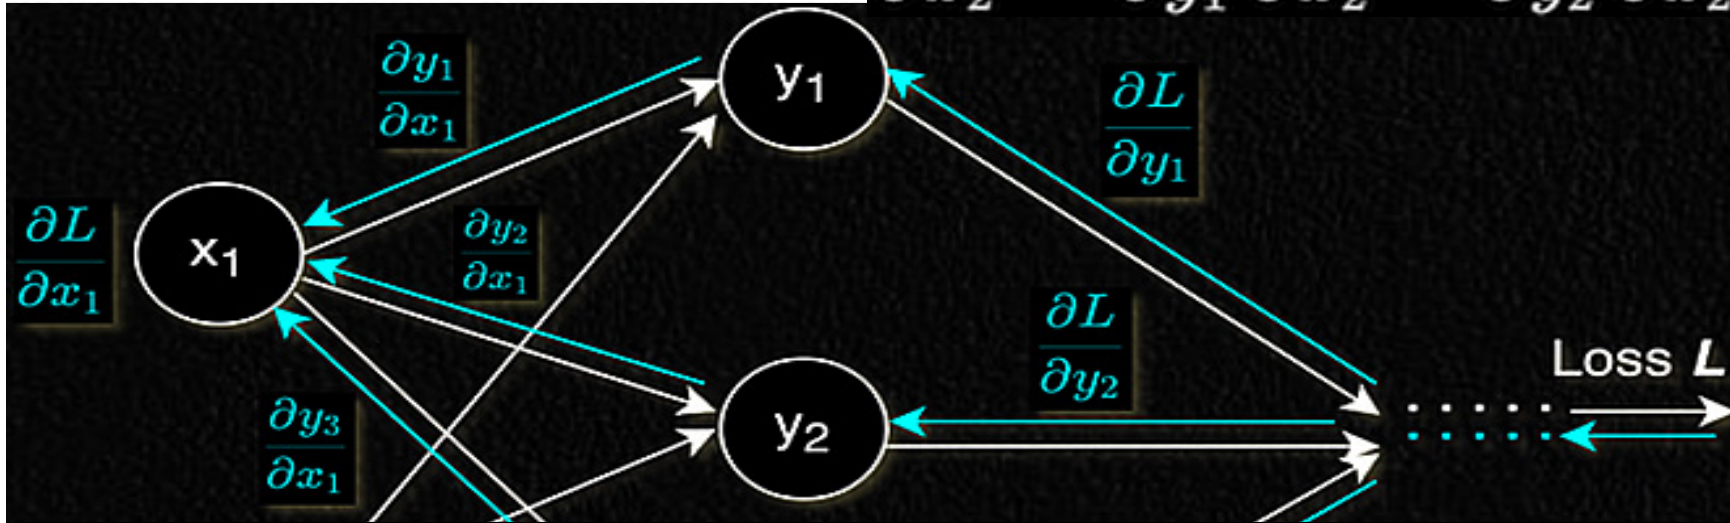 ∂y₁/∂x₁
y₁
∂L/∂y₁
x₁
∂L/∂x₁
∂y₂/∂x₁
∂L/∂y₂
Loss L
∂y₃/∂x₁
y₂